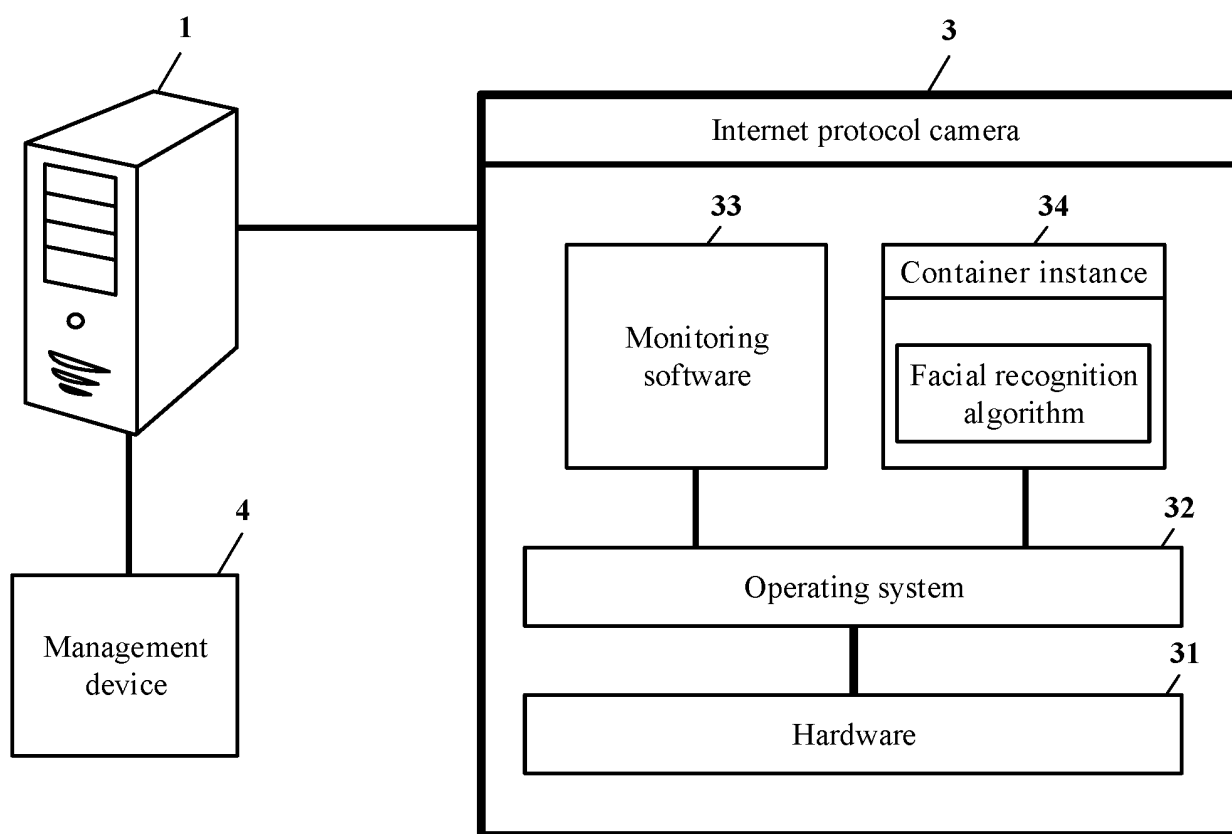 1
3
Internet protocol camera
33
34
Container instance
Monitoring
software
Facial recognition
algorithm
4
32
Operating system
Management
device
31
Hardware